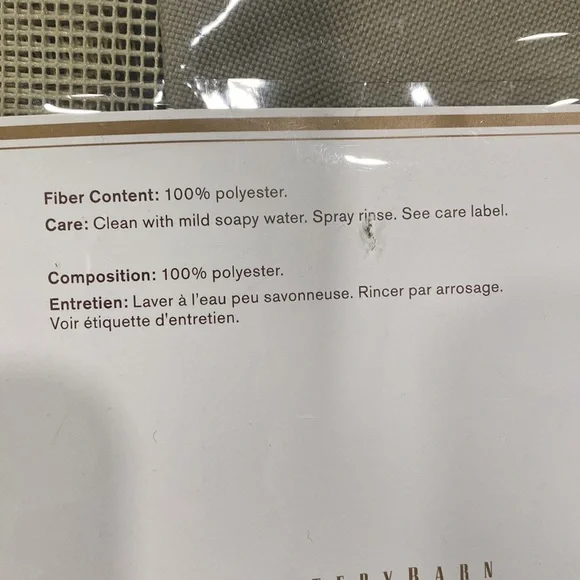 Fiber Content: 100% polyester.
Care: Clean with mild soapy water. Spray rinse. See care label.
Composition: 100% polyester.
Entretien: Laver à l'eau peu savonneuse. Rincer par arrosage.
Voir étiquette d'entretien.